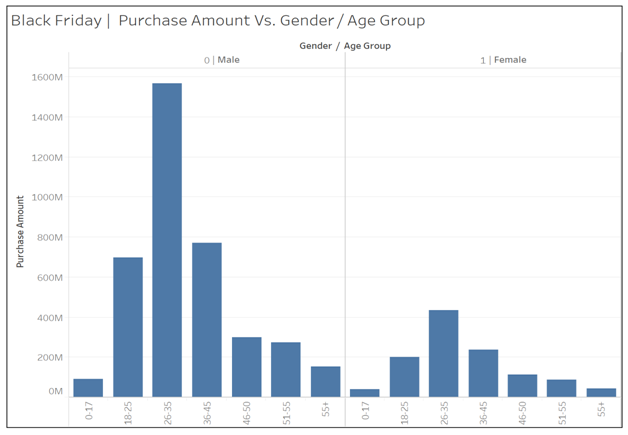 Black Friday | Purchase Amount Vs. Gender / Age Group
Gender / Age Group
0 | Male
1 | Female
Purchase Amount
1600M
1400M
1200M
1000M
800M
600M
400M
200M
0M
0-17
18-25
26-35
36-45
46-50
51-55
55+
0-17
18-25
26-35
36-45
46-50
51-55
55+